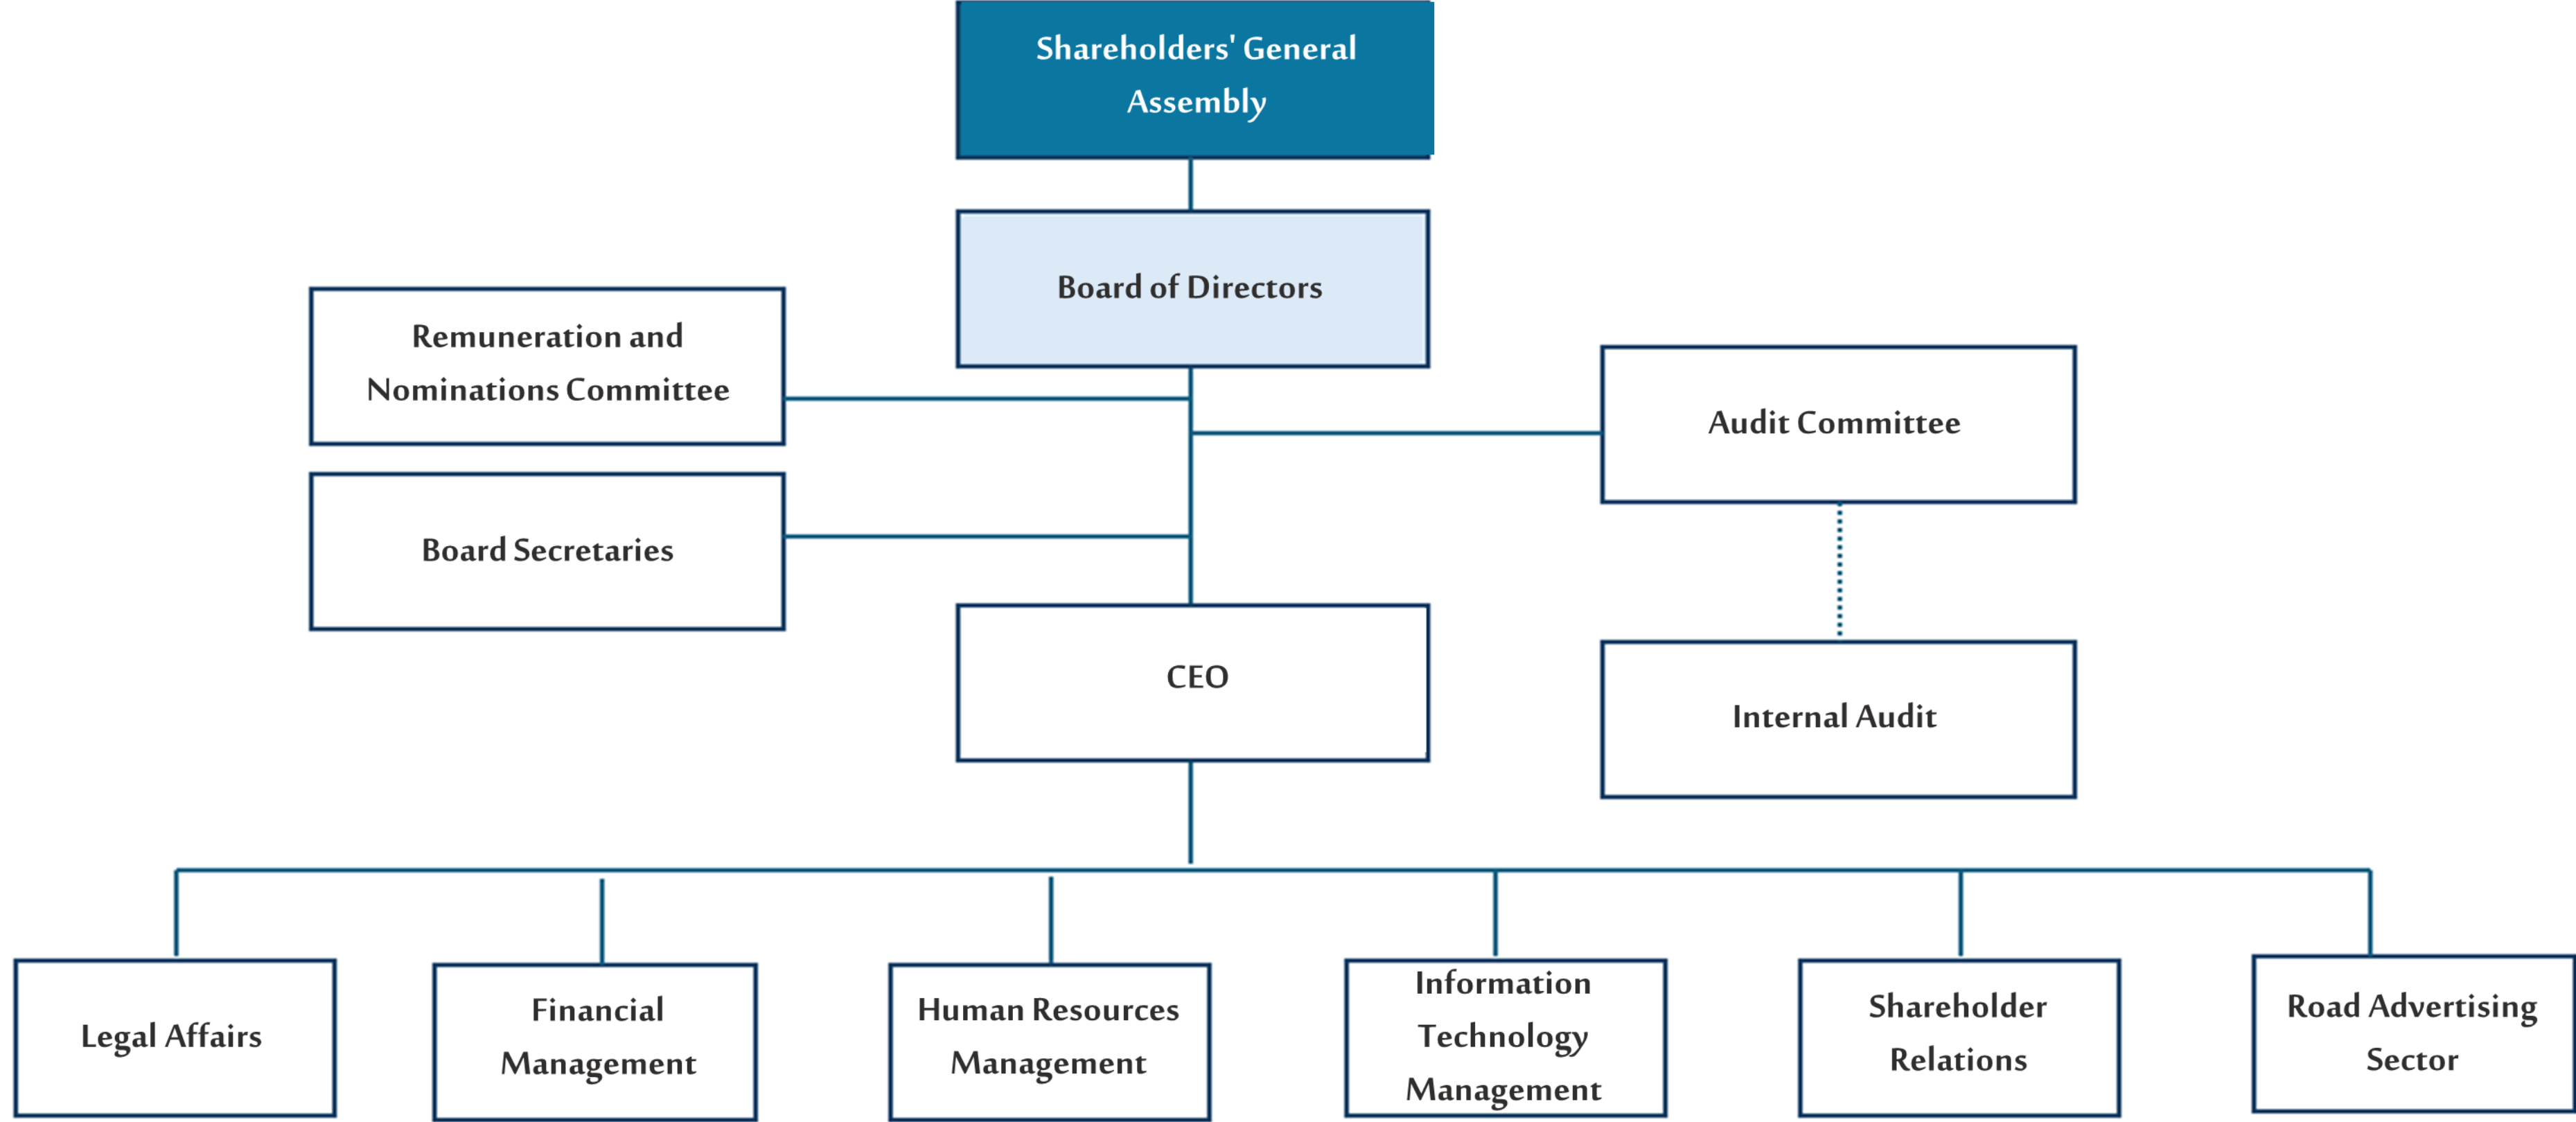 Shareholders' General
Assembly
Board of Directors
Remuneration and
Nominations Committee
Audit Committee
Board Secretaries
CEO
Internal Audit
Legal Affairs
Financial
Management
Human Resources
Management
Information
Technology
Management
Shareholder
Relations
Road Advertising
Sector